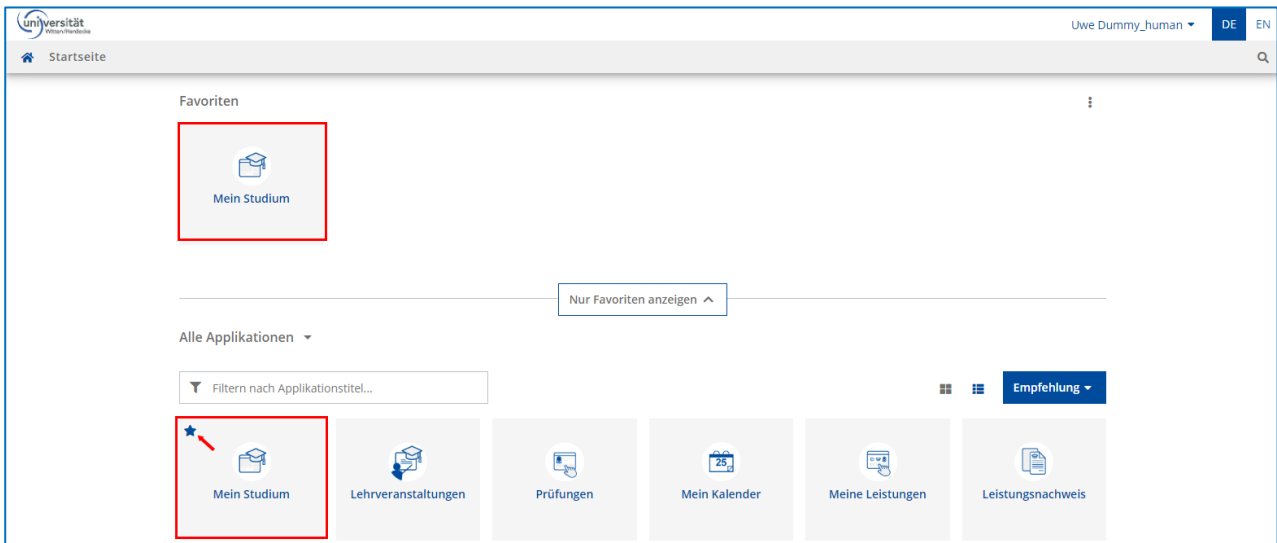 universität
Witten/Herdecke
Uwe Dummy_human
DE
EN
Startseite
Favoriten
Mein Studium
Nur Favoriten anzeigen
Alle Applikationen
Filtern nach Applikationstitel...
Empfehlung
Mein Studium
Lehrveranstaltungen
Prüfungen
25
Mein Kalender
Meine Leistungen
Leistungsnachweis